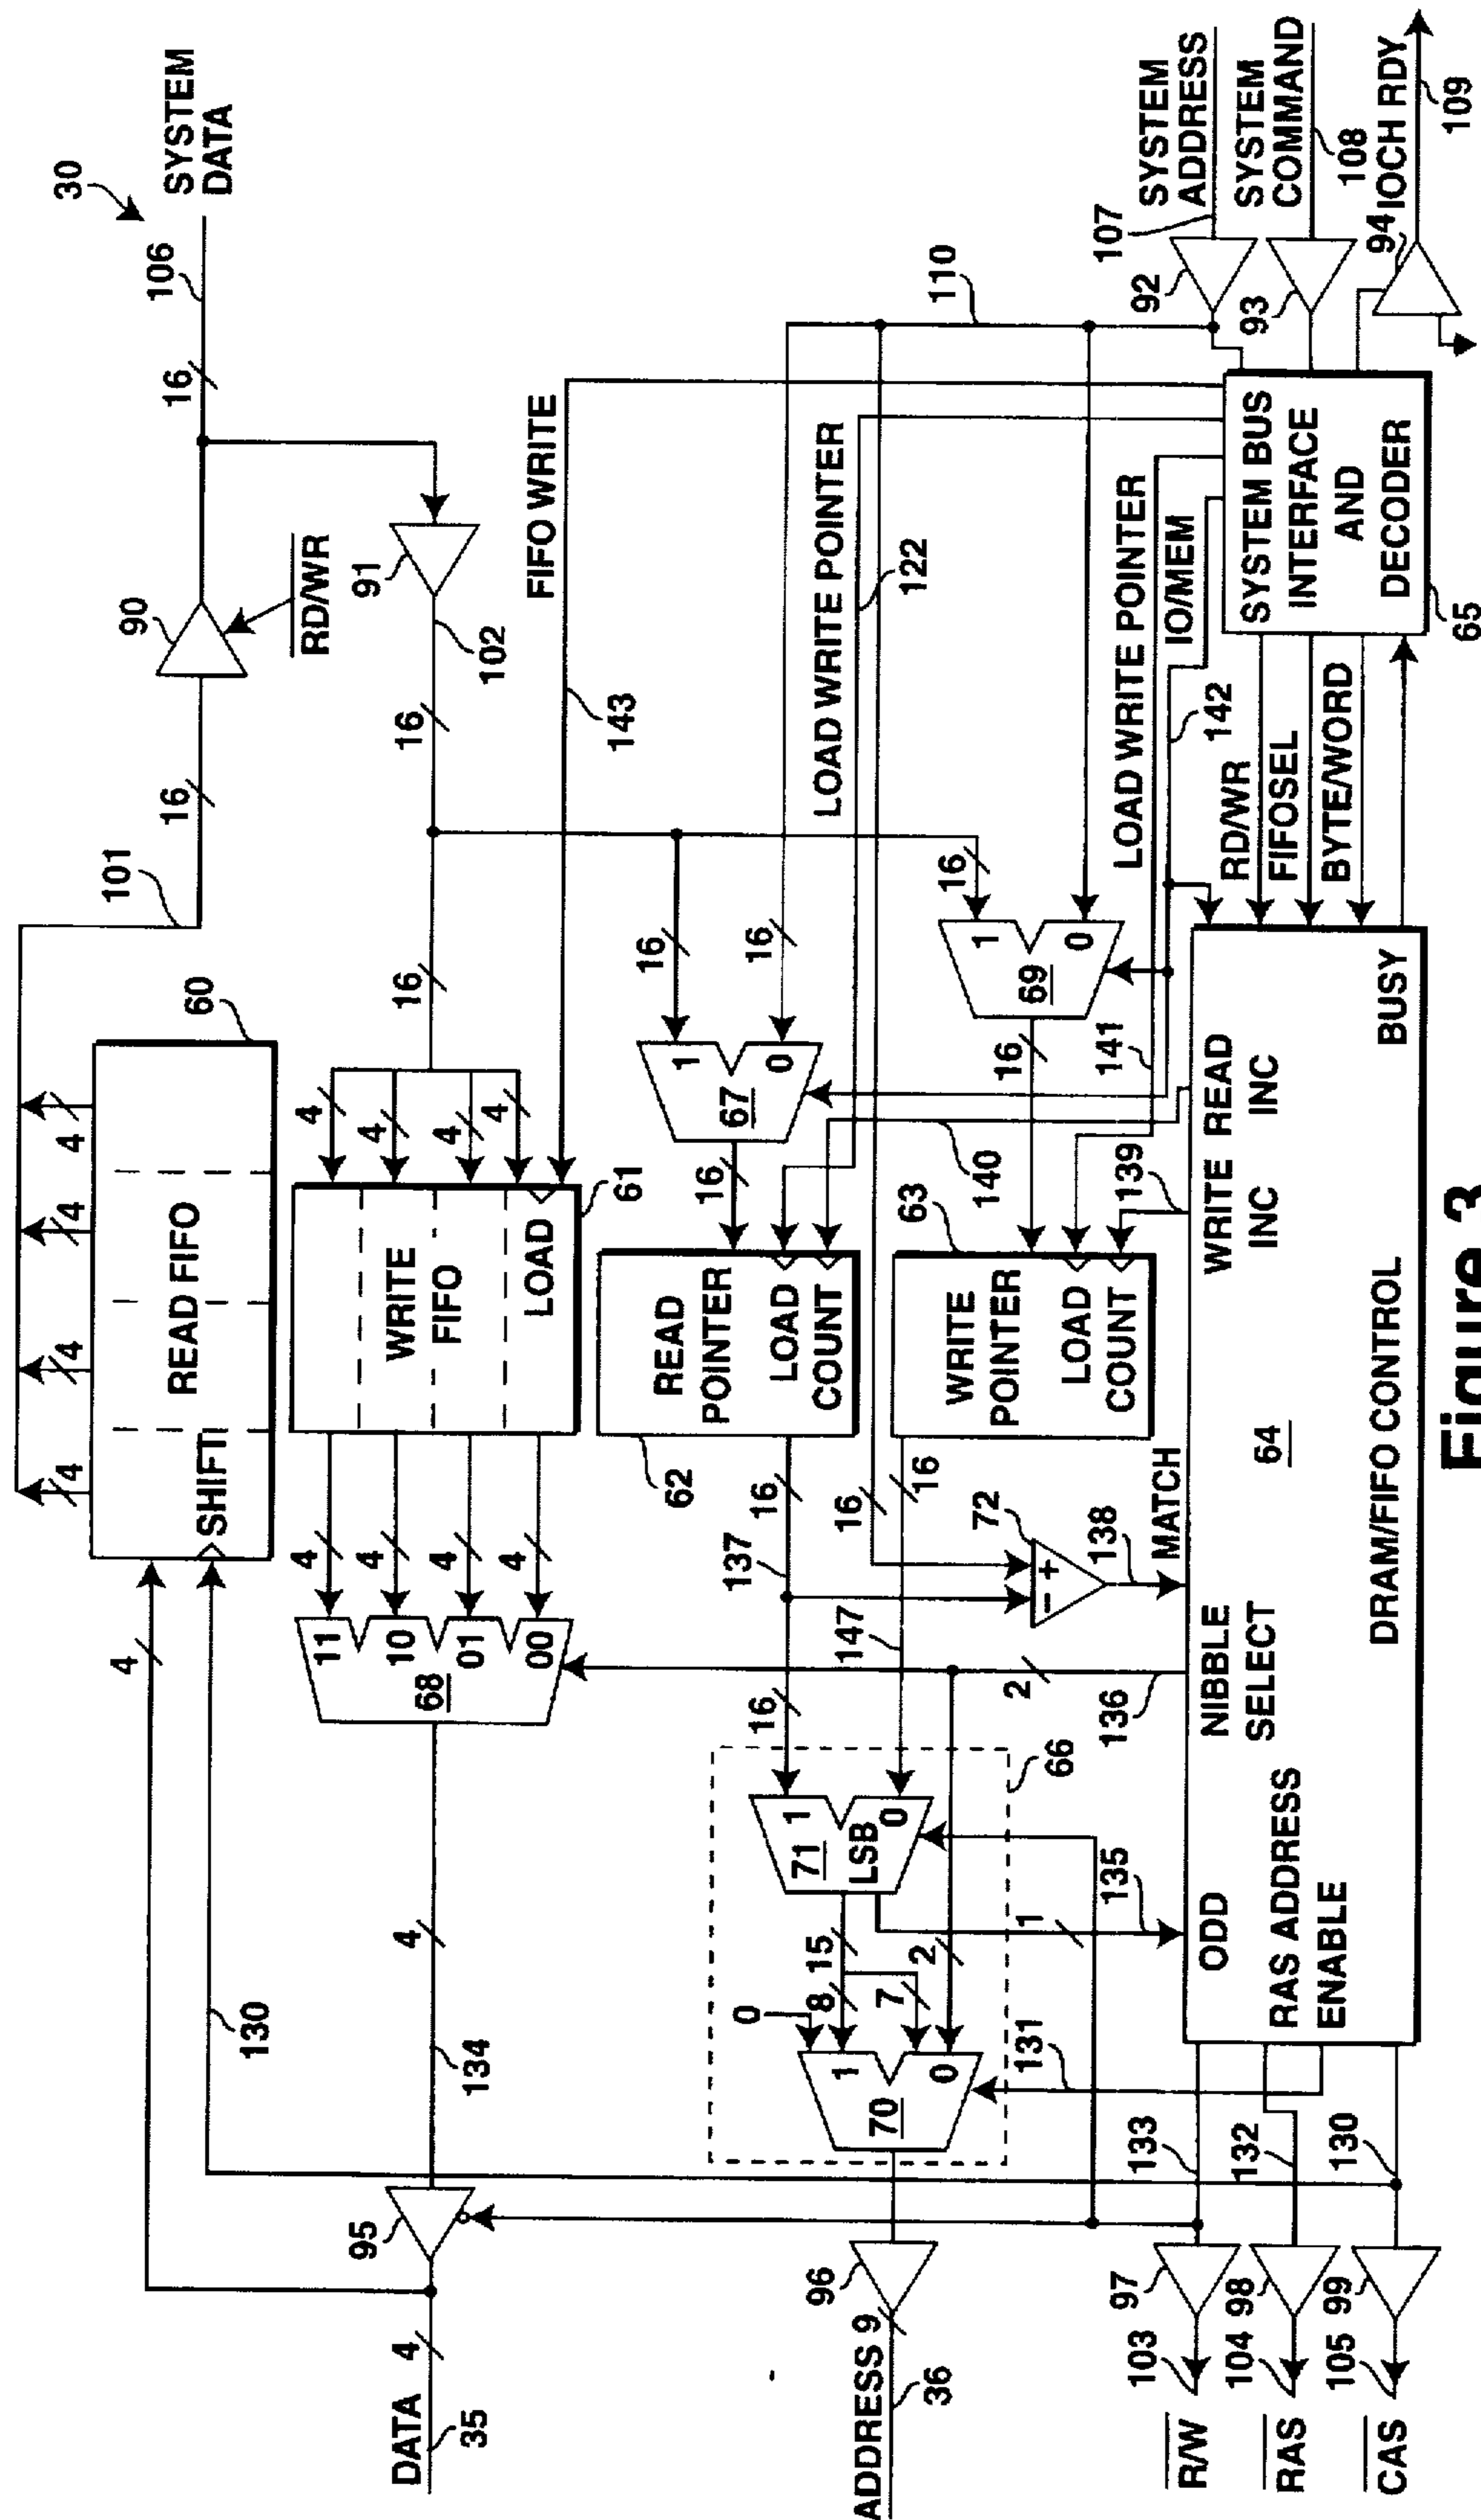 30
SYSTEM
DATA
106
16
90
RD/WR
91
102
16
16
101
READ FIFO
SHIFT
60
4
4
4
4
4
16
4
4
4
4
WRITE
FIFO
LOAD
61
FIFO WRITE
143
4
4
4
4
11
10
01
00
68
4
134
130
95
DATA
4
35
LOAD WRITE POINTER
122
110
16
16
1
0
67
16
READ
POINTER
LOAD
COUNT
62
16
137
16
140
16
1
0
69
16
141
LOAD WRITE POINTER
IO/MEM
142
WRITE
POINTER
LOAD
COUNT
63
139
16
16
147
72
- +
138
MATCH
66
1
0
71
LSB
15
8
7
2
0
1
0
70
1
135
131
2
136
96
ADDRESS
9
36
SYSTEM
ADDRESS
107
92
SYSTEM
COMMAND
108
93
IOCH RDY
109
94
SYSTEM BUS
INTERFACE
AND
DECODER
65
RD/WR
FIFOSEL
BYTE/WORD
WRITE
INC
READ
INC
BUSY
NIBBLE
SELECT
ODD
RAS ADDRESS
ENABLE
64
DRAM/FIFO CONTROL
133
132
130
97
98
99
103
104
105
R/W
RAS
CAS
Figure 3